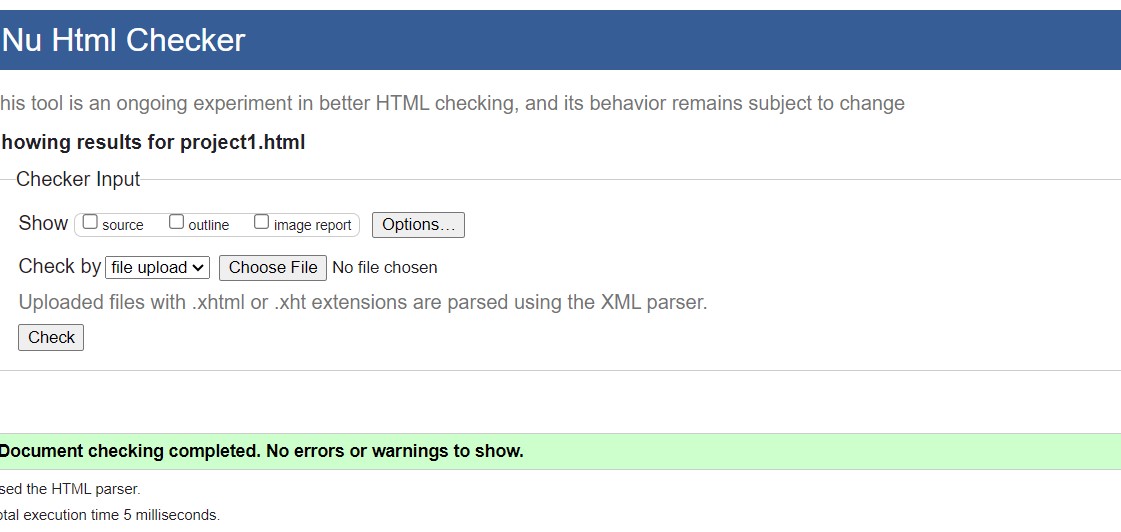 Nu Html Checker
his tool is an ongoing experiment in better HTML checking, and its behavior remains subject to change
howing results for project1.html
Checker Input
Show source outline image report Options...
Check by file upload Choose File No file chosen
Uploaded files with .xhtml or .xht extensions are parsed using the XML parser.
Check
Document checking completed. No errors or warnings to show.
sed the HTML parser.
otal execution time 5 milliseconds.